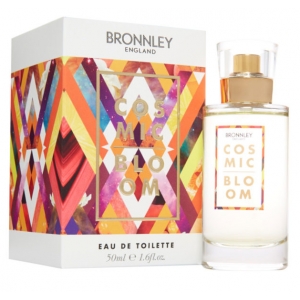 BRONNLEY
ENGLAND
COS
MIC
BLO
OM
EAU DE TOILETTE
50ml ℮ 1.6fl.oz.
BRONNLEY
COS
MIC
BLO
OM